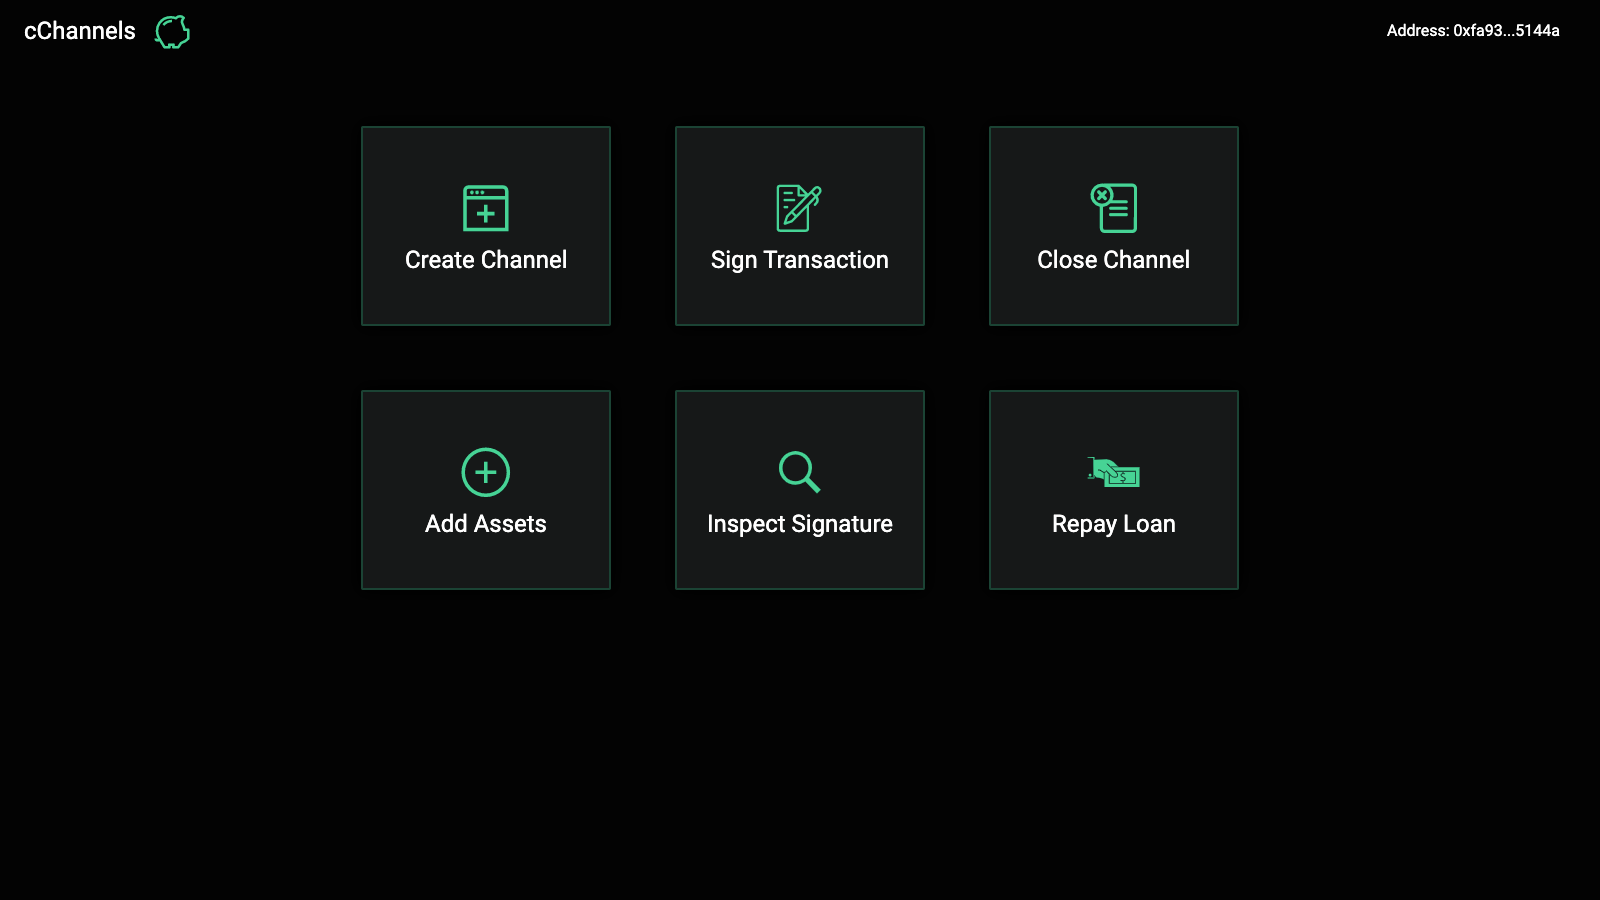 cChannels
Address: 0xfa93...5144a
Create Channel
Sign Transaction
Close Channel
Add Assets
Inspect Signature
Repay Loan
$